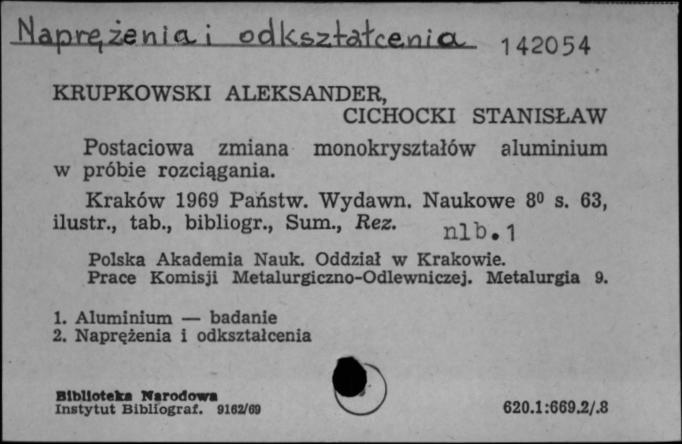 Naprężenia i odkształcenia 142054
KRUPKOWSKI ALEKSANDER,
CICHOCKI STANISŁAW
Postaciowa zmiana monokryształów aluminium
w próbie rozciągania.
Kraków 1969 Państw. Wydawn. Naukowe 8⁰ s. 63,
ilustr., tab., bibliogr., Sum., Rez. nlb.1
Polska Akademia Nauk. Oddział w Krakowie.
Prace Komisji Metalurgiczno-Odlewniczej. Metalurgia 9.
1. Aluminium — badanie
2. Naprężenia i odkształcenia
Biblioteka Narodowa
Instytut Bibliograf. 9162/69 620.1:669.2/.8